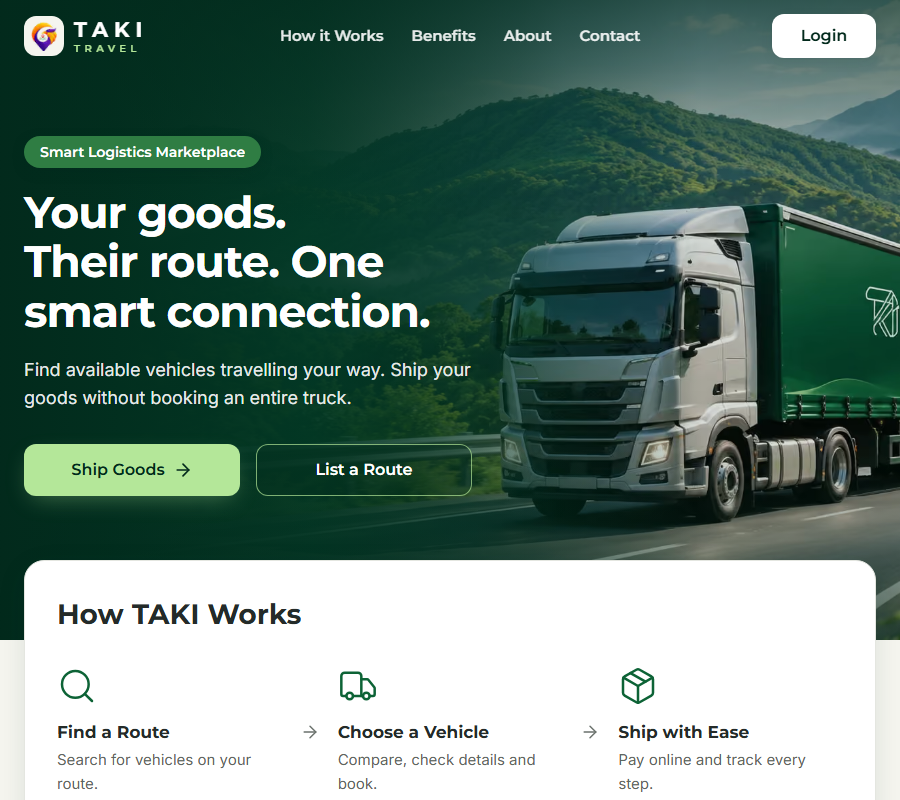 TAKI
TRAVEL
How it Works
Benefits
About
Contact
Login
Smart Logistics Marketplace
Your goods.
Their route. One
smart connection.
Find available vehicles travelling your way. Ship your
goods without booking an entire truck.
Ship Goods
List a Route
How TAKI Works
Find a Route
Search for vehicles on your
route.
Choose a Vehicle
Compare, check details and
book.
Ship with Ease
Pay online and track every
step.